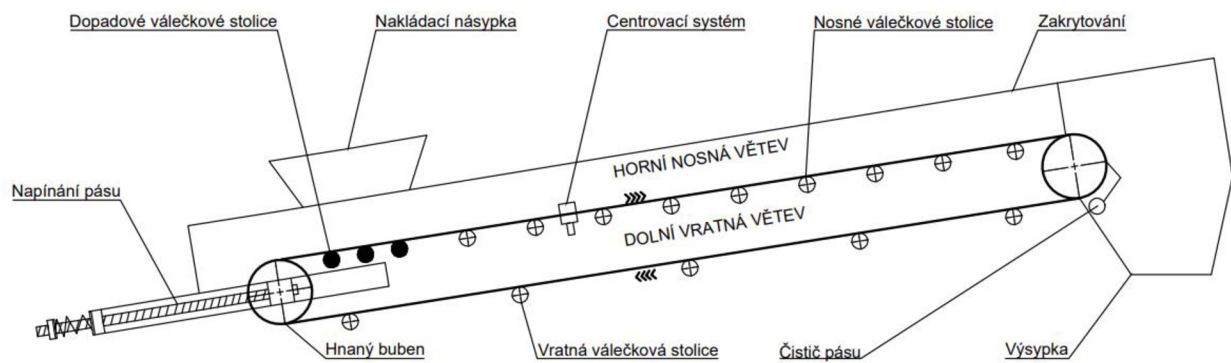 Dopadové válečkové stolice
Nakládací násypka
Centrovací systém
Nosné válečkové stolice
Zakrytování
HORNÍ NOSNÁ VĚTEV
Napínání pásu
DOLNÍ VRATNÁ VĚTEV
Hnaný buben
Vratná válečková stolice
Čistič pásu
Výsypka